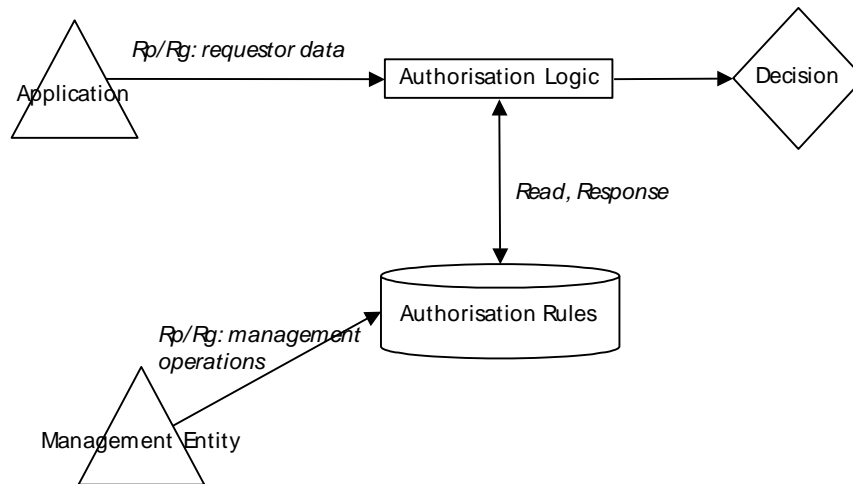 Rp/Rg: requestor data
Application
Authorisation Logic
Decision
Read, Response
Authorisation Rules
Rp/Rg: management
operations
Management Entity